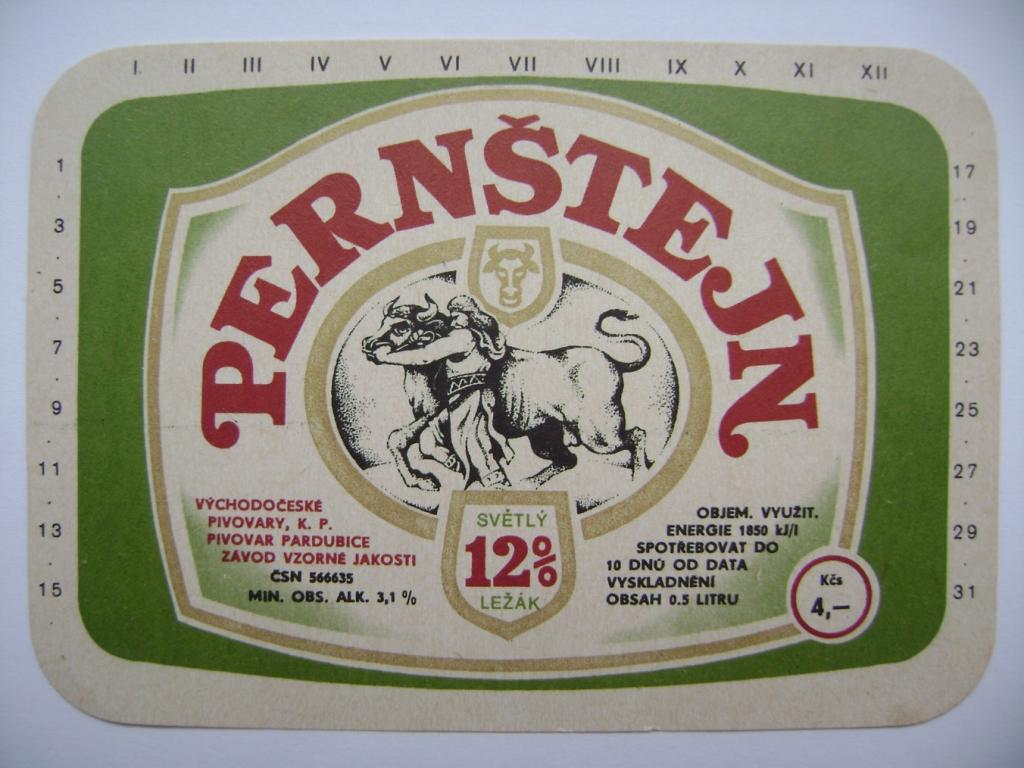 I. II III IV V VI VII VIII IX X XI XII
1
.
3
.
5
.
7
.
9
.
11
.
13
.
15
PERNŠTEJN
VÝCHODOČESKÉ
PIVOVARY, K. P.
PIVOVAR PARDUBICE
ZÁVOD VZORNÉ JAKOSTI
ČSN 566635
MIN. OBS. ALK. 3,1 %
SVĚTLÝ
12%
LEŽÁK
OBJEM. VYUŽIT.
ENERGIE 1850 kJ/l
SPOTŘEBOVAT DO
10 DNŮ OD DATA
VYSKLADNĚNÍ
OBSAH 0.5 LITRU
Kčs
4,—
17
.
19
.
21
.
23
.
25
.
27
.
29
.
31